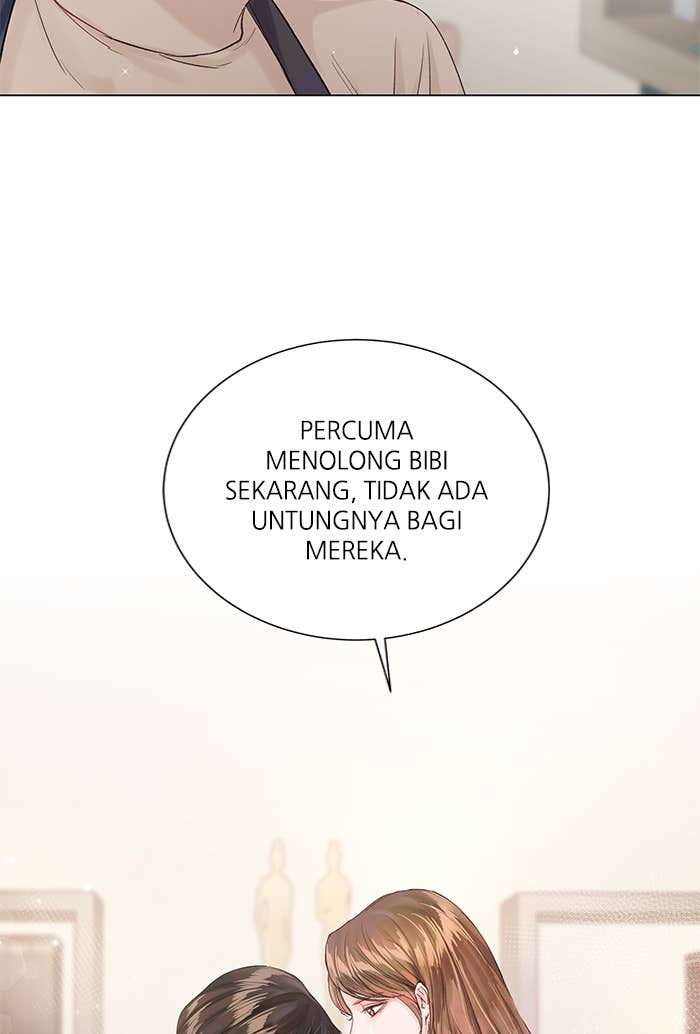 PERCUMA
MENOLONG BIBI
SEKARANG, TIDAK ADA
UNTUNGNYA BAGI
MEREKA.